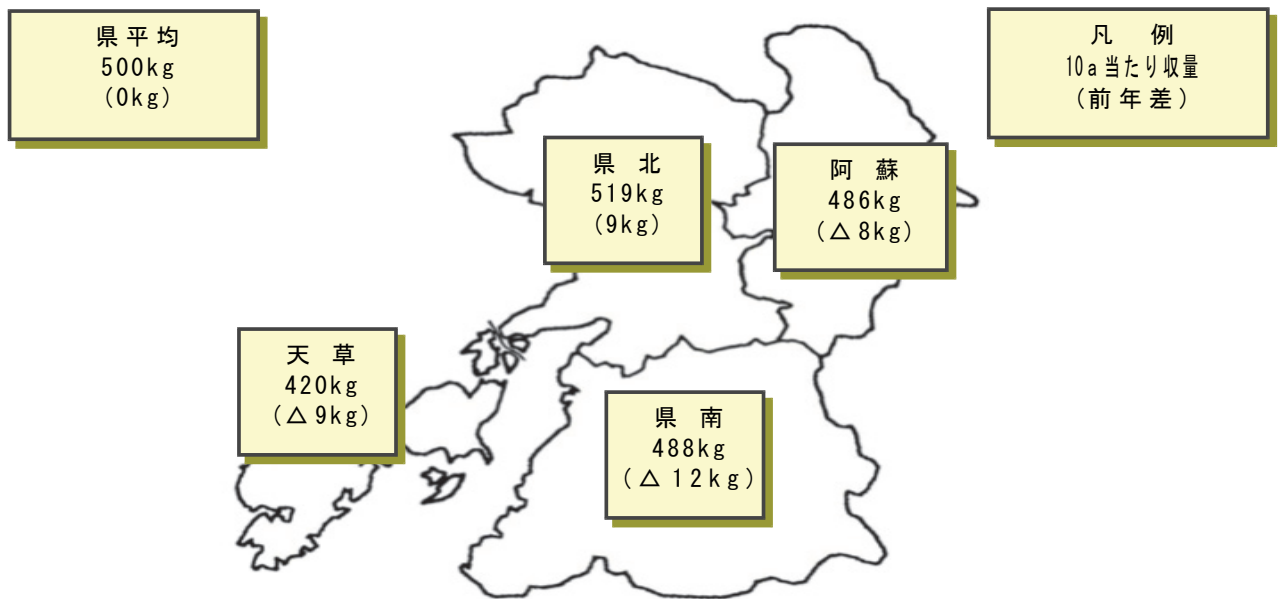 県平均
500kg
(0kg)
凡 例
10a当たり収量
(前年差)
県 北
519kg
(9kg)
阿 蘇
486kg
(△8kg)
天 草
420kg
(△9kg)
県 南
488kg
(△12kg)